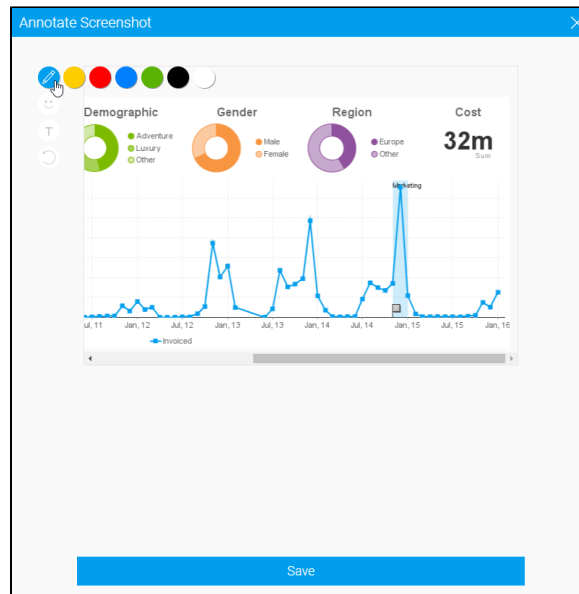 Annotate Screenshot
T
Demographic
Gender
Region
Cost
Adventure
Luxury
Other
Male
Female
Europe
Other
32m
Sum
Marketing
ul, 11
Jan, 12
Jul, 12
Jan, 13
Jul, 13
Jan, 14
Jul, 14
Jan, 15
Jul, 15
Jan, 16
Invoiced
Save